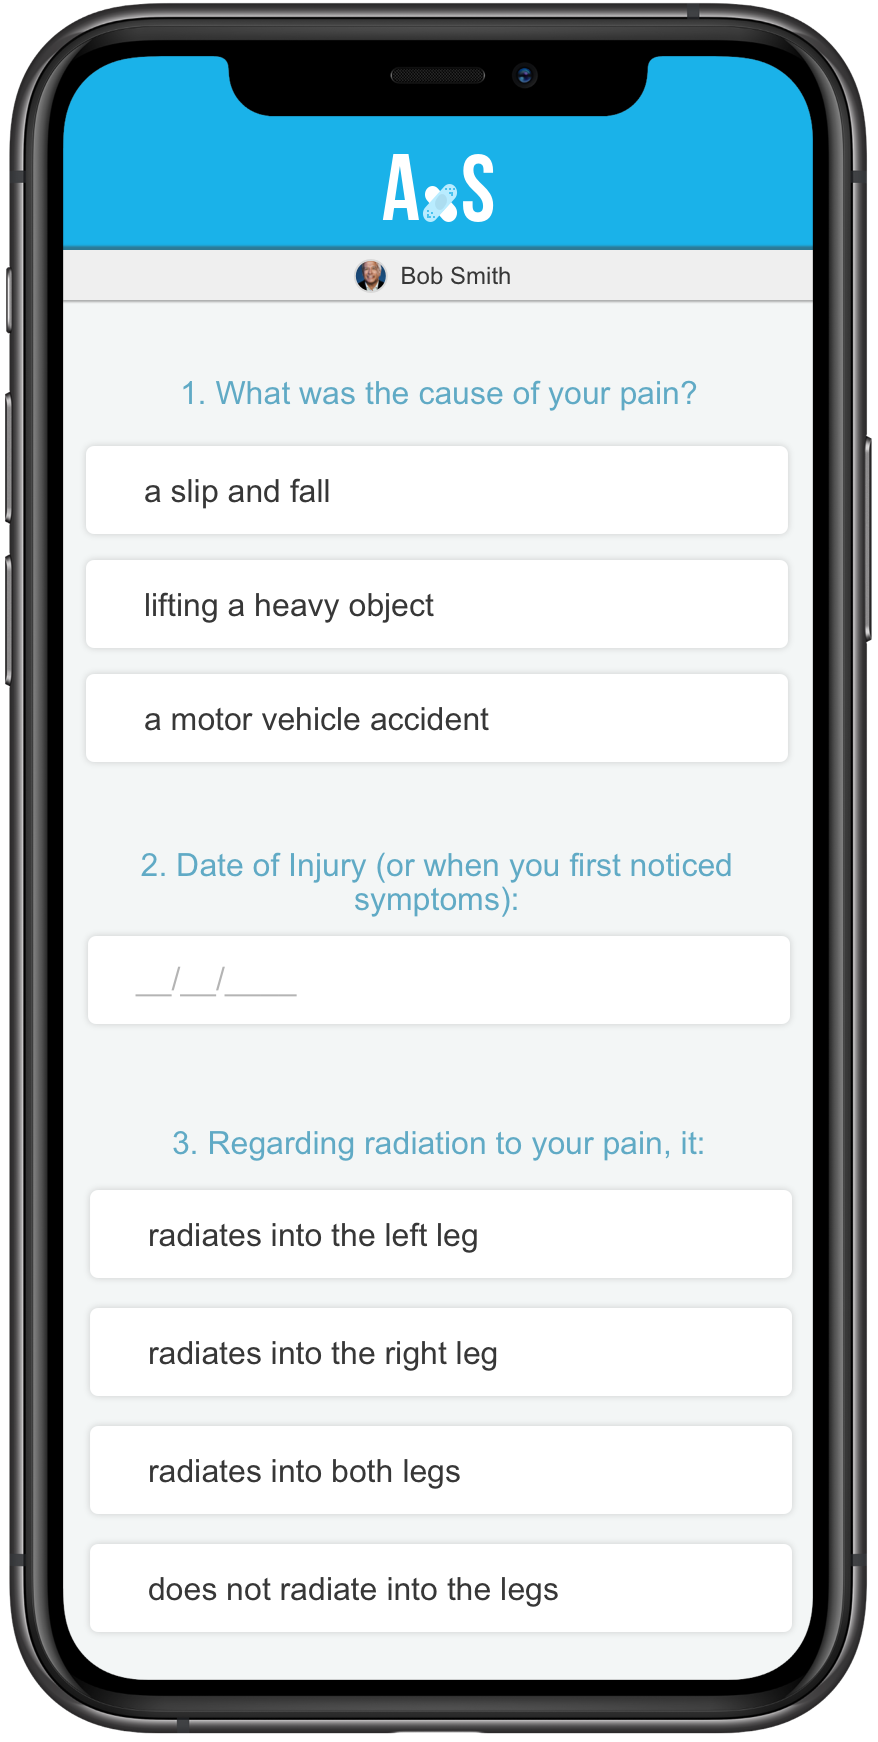 A S
Bob Smith
1. What was the cause of your pain?
a slip and fall
lifting a heavy object
a motor vehicle accident
2. Date of Injury (or when you first noticed
symptoms):
__/__/____
3. Regarding radiation to your pain, it:
radiates into the left leg
radiates into the right leg
radiates into both legs
does not radiate into the legs